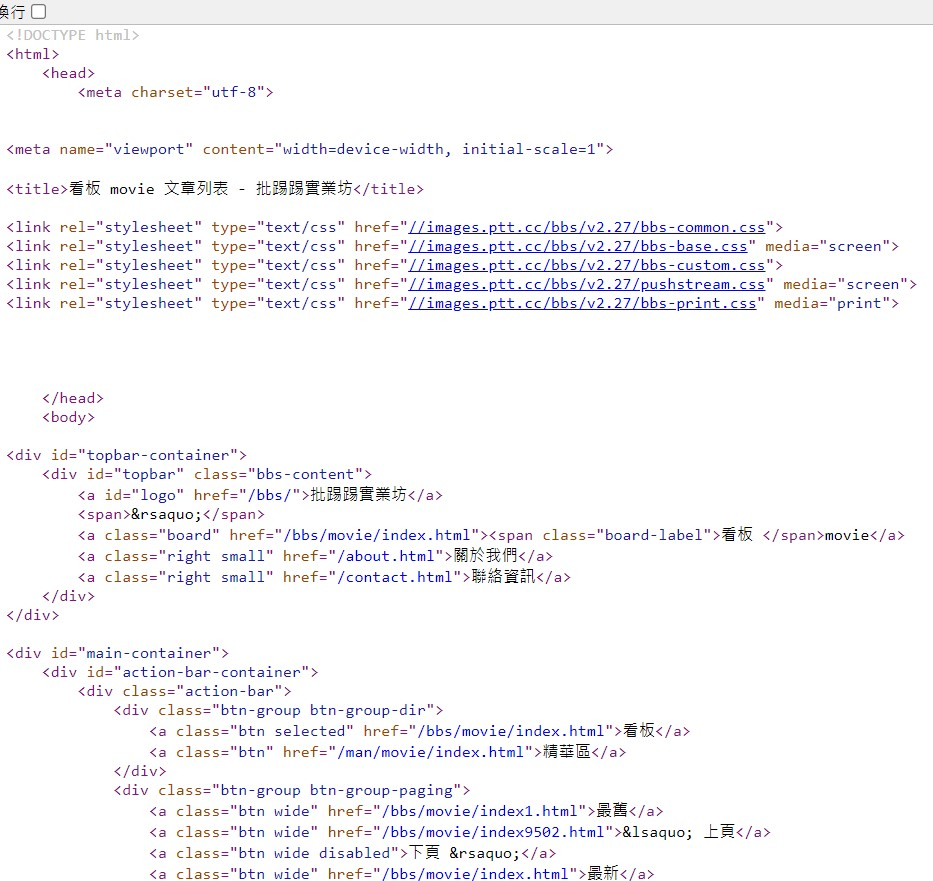 換行
<!DOCTYPE html>
<html>
<head>
<meta charset="utf-8">
<meta name="viewport" content="width=device-width, initial-scale=1">
<title>看板 movie 文章列表 - 批踢踢實業坊</title>
<link rel="stylesheet" type="text/css" href="//images.ptt.cc/bbs/v2.27/bbs-common.css">
<link rel="stylesheet" type="text/css" href="//images.ptt.cc/bbs/v2.27/bbs-base.css" media="screen">
<link rel="stylesheet" type="text/css" href="//images.ptt.cc/bbs/v2.27/bbs-custom.css">
<link rel="stylesheet" type="text/css" href="//images.ptt.cc/bbs/v2.27/pushstream.css" media="screen">
<link rel="stylesheet" type="text/css" href="//images.ptt.cc/bbs/v2.27/bbs-print.css" media="print">
</head>
<body>
<div id="topbar-container">
<div id="topbar" class="bbs-content">
<a id="logo" href="/bbs/">批踢踢實業坊</a>
<span>&rsaquo;</span>
<a class="board" href="/bbs/movie/index.html"><span class="board-label">看板 </span>movie</a>
<a class="right small" href="/about.html">關於我們</a>
<a class="right small" href="/contact.html">聯絡資訊</a>
</div>
</div>
<div id="main-container">
<div id="action-bar-container">
<div class="action-bar">
<div class="btn-group btn-group-dir">
<a class="btn selected" href="/bbs/movie/index.html">看板</a>
<a class="btn" href="/man/movie/index.html">精華區</a>
</div>
<div class="btn-group btn-group-paging">
<a class="btn wide" href="/bbs/movie/index1.html">最舊</a>
<a class="btn wide" href="/bbs/movie/index9502.html">&lsaquo; 上頁</a>
<a class="btn wide disabled">下頁 &rsaquo;</a>
<a class="btn wide" href="/bbs/movie/index.html">最新</a>